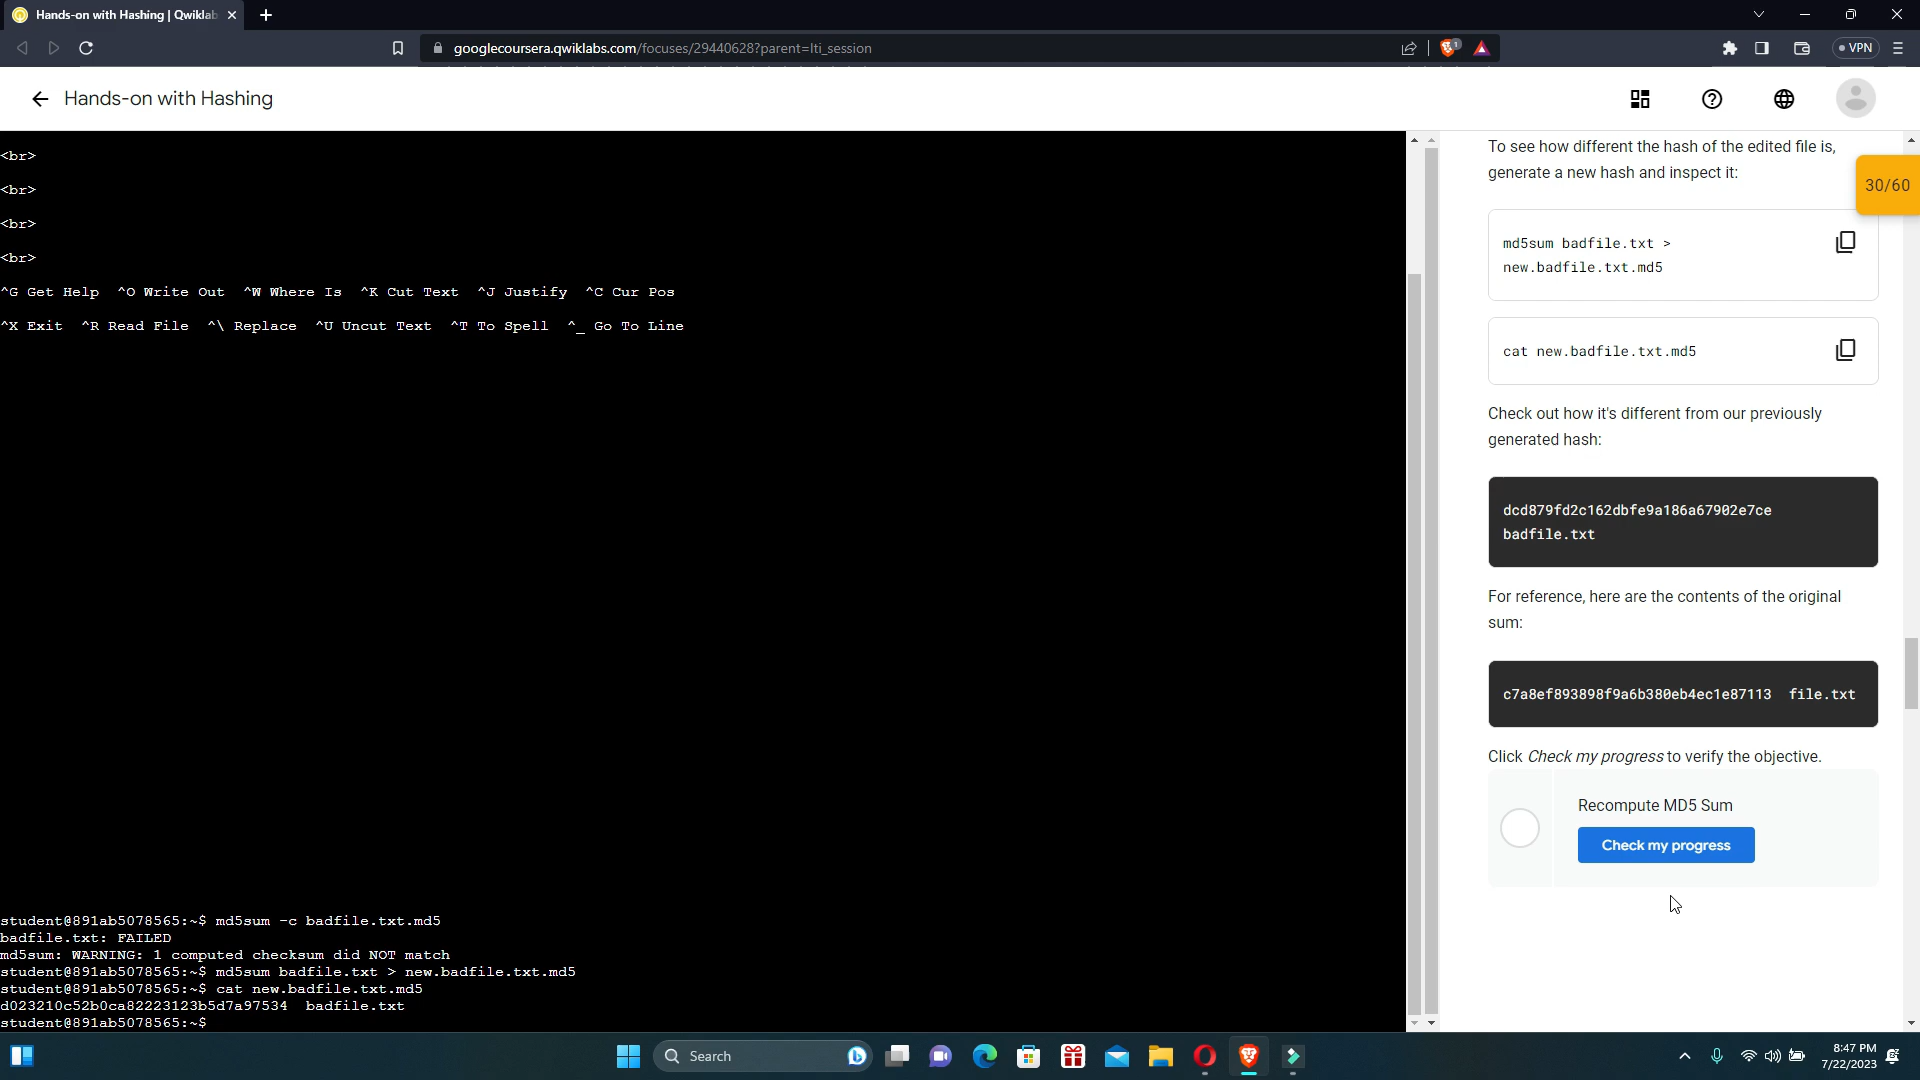 Hands-on with Hashing | Qwiklab
googlecoursera.qwiklabs.com/focuses/29440628?parent=lti_session
1
VPN
Hands-on with Hashing
<br>
<br>
<br>
<br>
^G Get Help  ^O Write Out  ^W Where Is  ^K Cut Text  ^J Justify  ^C Cur Pos
^X Exit  ^R Read File  ^\ Replace  ^U Uncut Text  ^T To Spell  ^_ Go To Line
student@891ab5078565:~$ md5sum -c badfile.txt.md5
badfile.txt: FAILED
md5sum: WARNING: 1 computed checksum did NOT match
student@891ab5078565:~$ md5sum badfile.txt > new.badfile.txt.md5
student@891ab5078565:~$ cat new.badfile.txt.md5
d023210c52b0ca82223123b5d7a97534  badfile.txt
student@891ab5078565:~$
To see how different the hash of the edited file is,
generate a new hash and inspect it:
30/60
md5sum badfile.txt >
new.badfile.txt.md5
cat new.badfile.txt.md5
Check out how it's different from our previously
generated hash:
dcd879fd2c162dbfe9a186a67902e7ce
badfile.txt
For reference, here are the contents of the original
sum:
c7a8ef893898f9a6b380eb4ec1e87113  file.txt
Click Check my progress to verify the objective.
Recompute MD5 Sum
Check my progress
Search
8:47 PM
7/22/2023